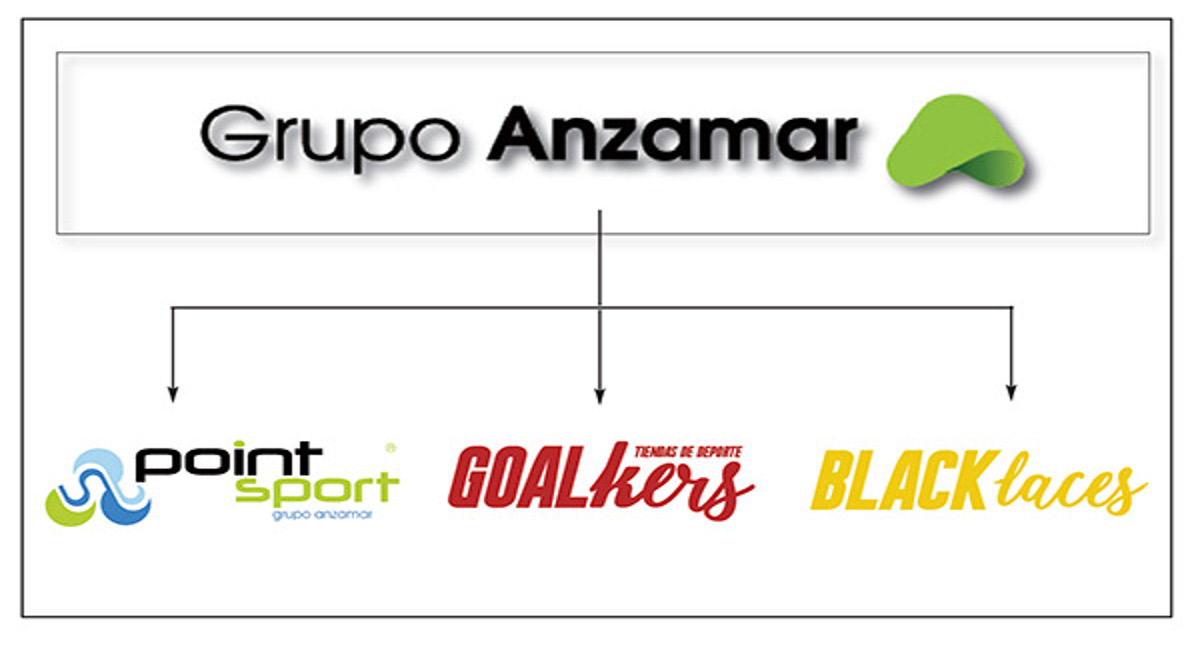 Grupo Anzamar
point
sport
®
grupo anzamar
GOALkers
TIENDAS DE DEPORTE
BLACK laces